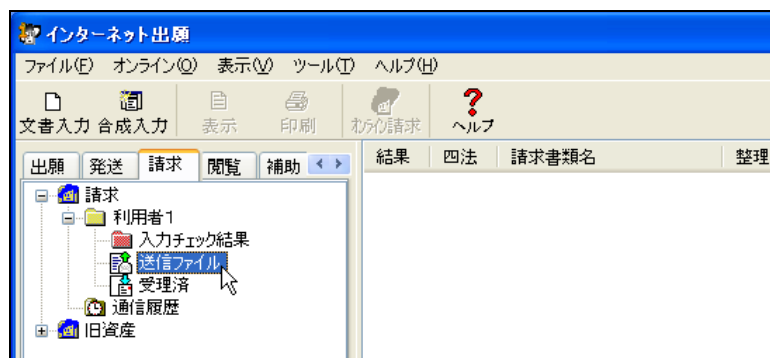 インターネット出願
ファイル(F) オンライン(O) 表示(V) ツール(T) ヘルプ(H)
文書入力 合成入力 表示 印刷 オンライン請求 ヘルプ
出願 発送 請求 閲覧 補助
結果 四法 請求書類名 整理
請求
利用者1
入力チェック結果
送信ファイル
受理済
通信履歴
旧資産